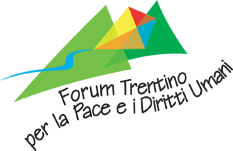 Forum Trentino
per la Pace e i Diritti Umani